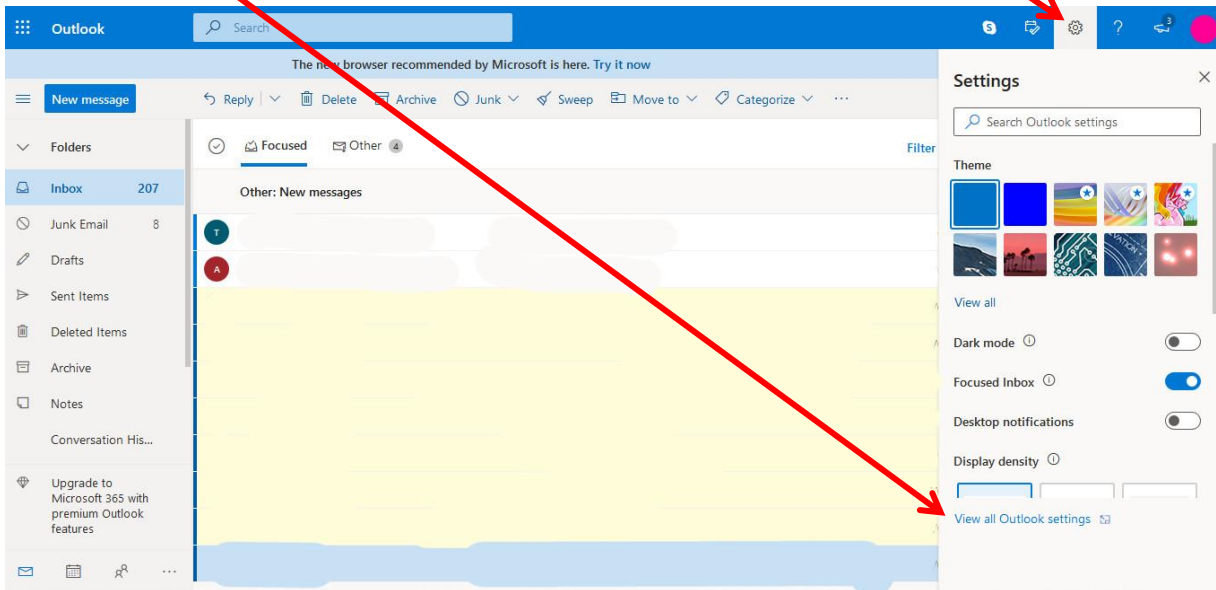 Outlook
Search
S
?
3
The new browser recommended by Microsoft is here. Try it now
New message
Reply
Delete
Archive
Junk
Sweep
Move to
Categorize
...
Settings
Search Outlook settings
Folders
Focused
Other 4
Filter
Theme
Inbox 207
Other: New messages
Junk Email 8
T
Drafts
A
Sent Items
View all
Deleted Items
Dark mode
Archive
Focused Inbox
Notes
Desktop notifications
Conversation His...
Display density
Upgrade to
Microsoft 365 with
premium Outlook
features
View all Outlook settings
...